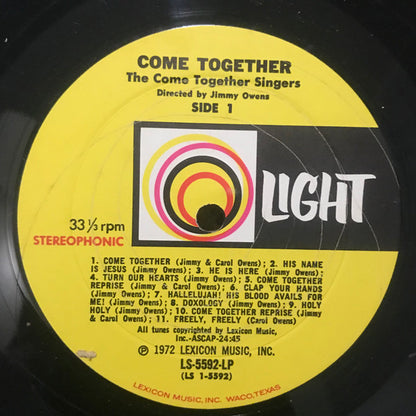 COME TOGETHER
The Come Together Singers
Directed by Jimmy Owens
SIDE 1
LIGHT
33⅓ rpm
STEREOPHONIC
1. COME TOGETHER (Jimmy & Carol Owens); 2. HIS NAME
IS JESUS (Jimmy Owens); 3. HE IS HERE (Jimmy Owens);
4. TURN OUR HEARTS (Jimmy Owens); 5. COME TOGETHER
REPRISE (Jimmy Owens); 6. CLAP YOUR HANDS
(Jimmy Owens); 7. HALLELUJAH! HIS BLOOD AVAILS FOR
ME! (Jimmy Owens); 8. DOXOLOGY (Jimmy Owens); 9. HOLY
HOLY (Jimmy Owens); 10. COME TOGETHER REPRISE (Jimmy
Owens); 11. FREELY, FREELY (Carol Owens)
All tunes copyrighted by Lexicon Music,
Inc.-ASCAP-24:45
℗ 1972 LEXICON MUSIC, INC.
LS-5592-LP
(LS 1-5592)
LEXICON MUSIC, INC. WACO, TEXAS